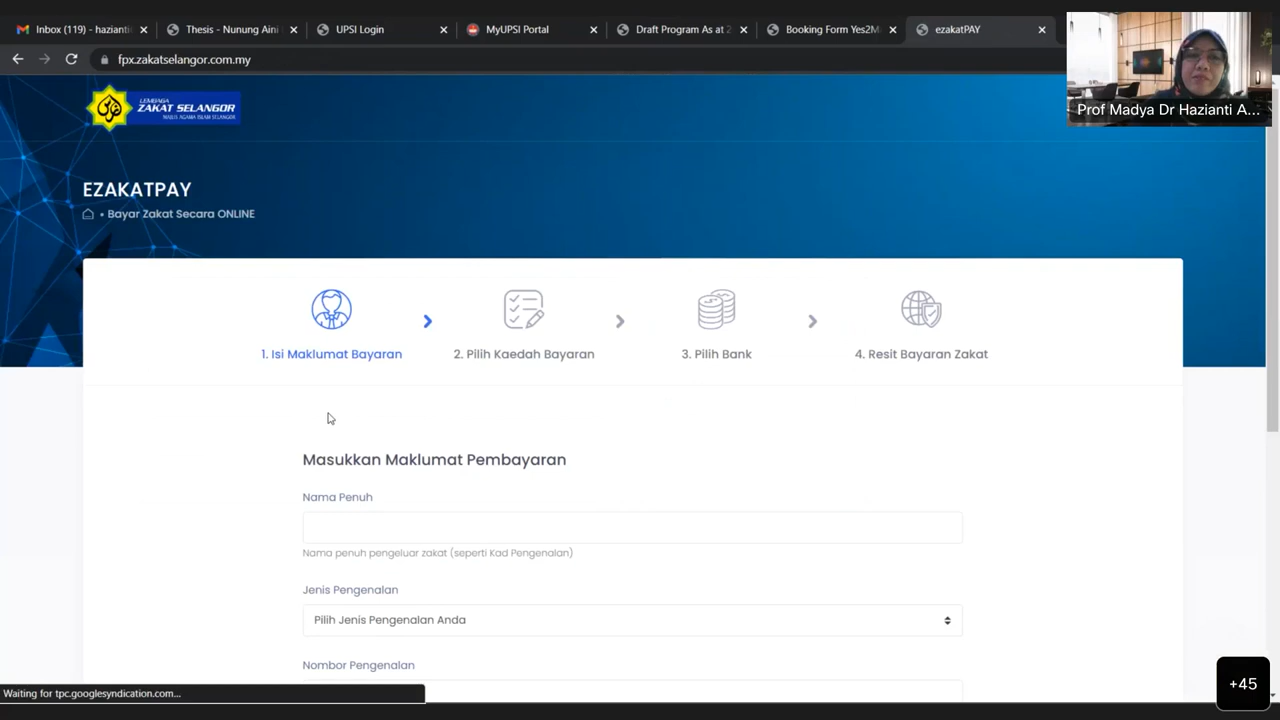 Inbox (119) - hazianti
Thesis - Nunung Aini
UPSI Login
MyUPSI Portal
Draft Program As at 2
Booking Form Yes2M
ezakatPAY
fpx.zakatselangor.com.my
Prof Madya Dr Hazianti A...
LEMBAGA
ZAKAT SELANGOR
MAJLIS AGAMA ISLAM SELANGOR
EZAKATPAY
• Bayar Zakat Secara ONLINE
1. Isi Maklumat Bayaran
2. Pilih Kaedah Bayaran
3. Pilih Bank
4. Resit Bayaran Zakat
Masukkan Maklumat Pembayaran
Nama Penuh
Nama penuh pengeluar zakat (seperti Kad Pengenalan)
Jenis Pengenalan
Pilih Jenis Pengenalan Anda
Nombor Pengenalan
Waiting for tpc.googlesyndication.com...
+45